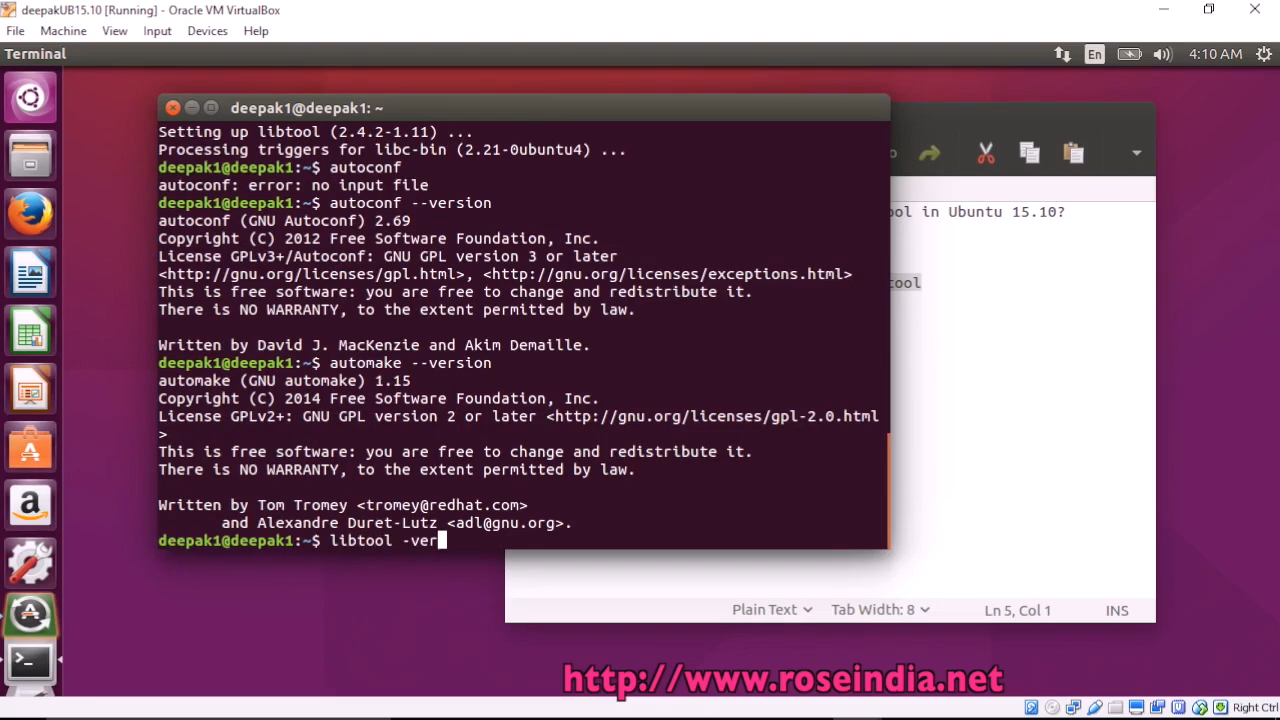 deepakUB15.10 [Running] - Oracle VM VirtualBox
File Machine View Input Devices Help
Terminal
En
4:10 AM
deepak1@deepak1: ~
Setting up libtool (2.4.2-1.11) ...
Processing triggers for libc-bin (2.21-0ubuntu4) ...
deepak1@deepak1:~$ autoconf
autoconf: error: no input file
deepak1@deepak1:~$ autoconf --version
autoconf (GNU Autoconf) 2.69
Copyright (C) 2012 Free Software Foundation, Inc.
License GPLv3+/Autoconf: GNU GPL version 3 or later
<http://gnu.org/licenses/gpl.html>, <http://gnu.org/licenses/exceptions.html>
This is free software: you are free to change and redistribute it.
There is NO WARRANTY, to the extent permitted by law.
Written by David J. MacKenzie and Akim Demaille.
deepak1@deepak1:~$ automake --version
automake (GNU automake) 1.15
Copyright (C) 2014 Free Software Foundation, Inc.
License GPLv2+: GNU GPL version 2 or later <http://gnu.org/licenses/gpl-2.0.html
>
This is free software: you are free to change and redistribute it.
There is NO WARRANTY, to the extent permitted by law.
Written by Tom Tromey <tromey@redhat.com>
and Alexandre Duret-Lutz <adl@gnu.org>.
deepak1@deepak1:~$ libtool -ver
o
ool in Ubuntu 15.10?
tool
Plain Text Tab Width: 8 Ln 5, Col 1 INS
http://www.roseindia.net
Right Ctrl